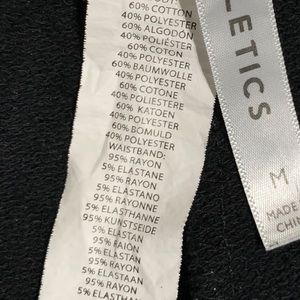 60% COTTON
40% POLYESTER
60% ALGODÓN
40% POLIÉSTER
60% COTON
40% POLYESTER
60% BAUMWOLLE
40% POLYESTER
60% COTONE
40% POLIESTERE
60% KATOEN
40% POLYESTER
60% BOMULD
40% POLYESTER
WAISTBAND:
95% RAYON
5% ELASTANE
95% RAYON
5% ELASTANO
95% RAYONNE
5% ELASTHANNE
95% KUNSTSEIDE
5% ELASTAN
95% RAION
5% ELASTAN
95% RAYON
5% ELASTAAN
95% RAYON
5% ELASTHAN
LETICS
M
MADE